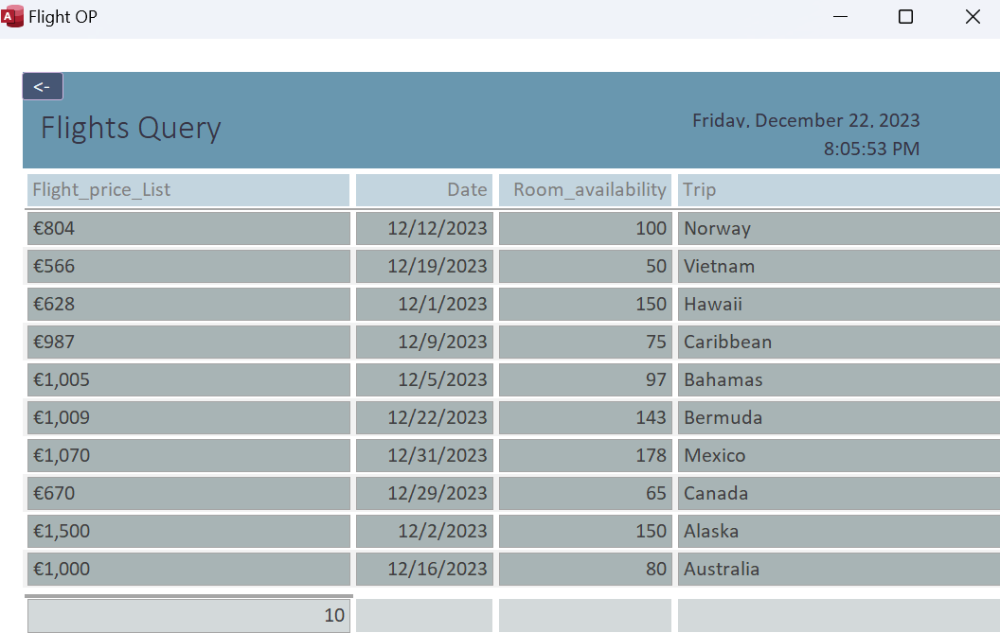 Flight OP
<-
Flights Query
Friday, December 22, 2023
8:05:53 PM
Flight_price_List Date Room_availability Trip
€804 12/12/2023 100 Norway
€566 12/19/2023 50 Vietnam
€628 12/1/2023 150 Hawaii
€987 12/9/2023 75 Caribbean
€1,005 12/5/2023 97 Bahamas
€1,009 12/22/2023 143 Bermuda
€1,070 12/31/2023 178 Mexico
€670 12/29/2023 65 Canada
€1,500 12/2/2023 150 Alaska
€1,000 12/16/2023 80 Australia
10